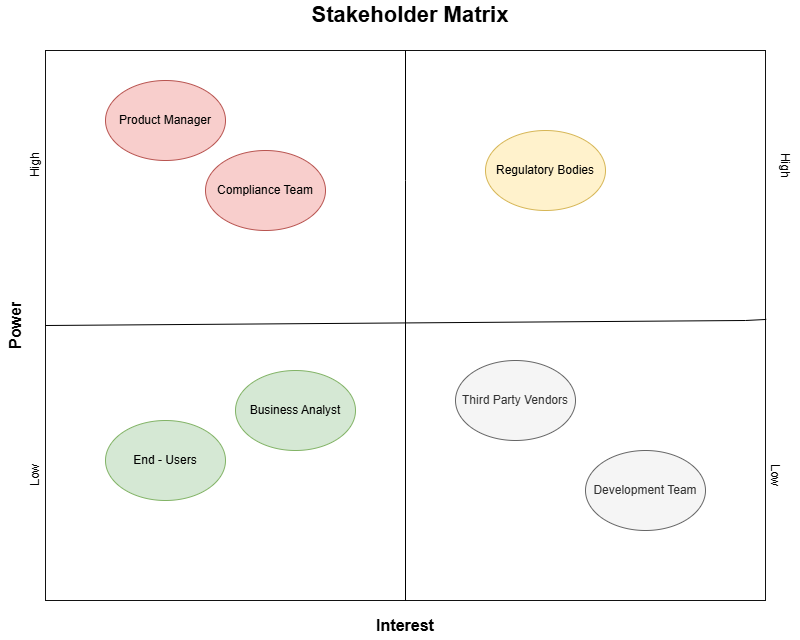 Stakeholder Matrix
Product Manager
High
Compliance Team
Regulatory Bodies
High
Power
Business Analyst
Third Party Vendors
End - Users
Low
Development Team
Low
Interest